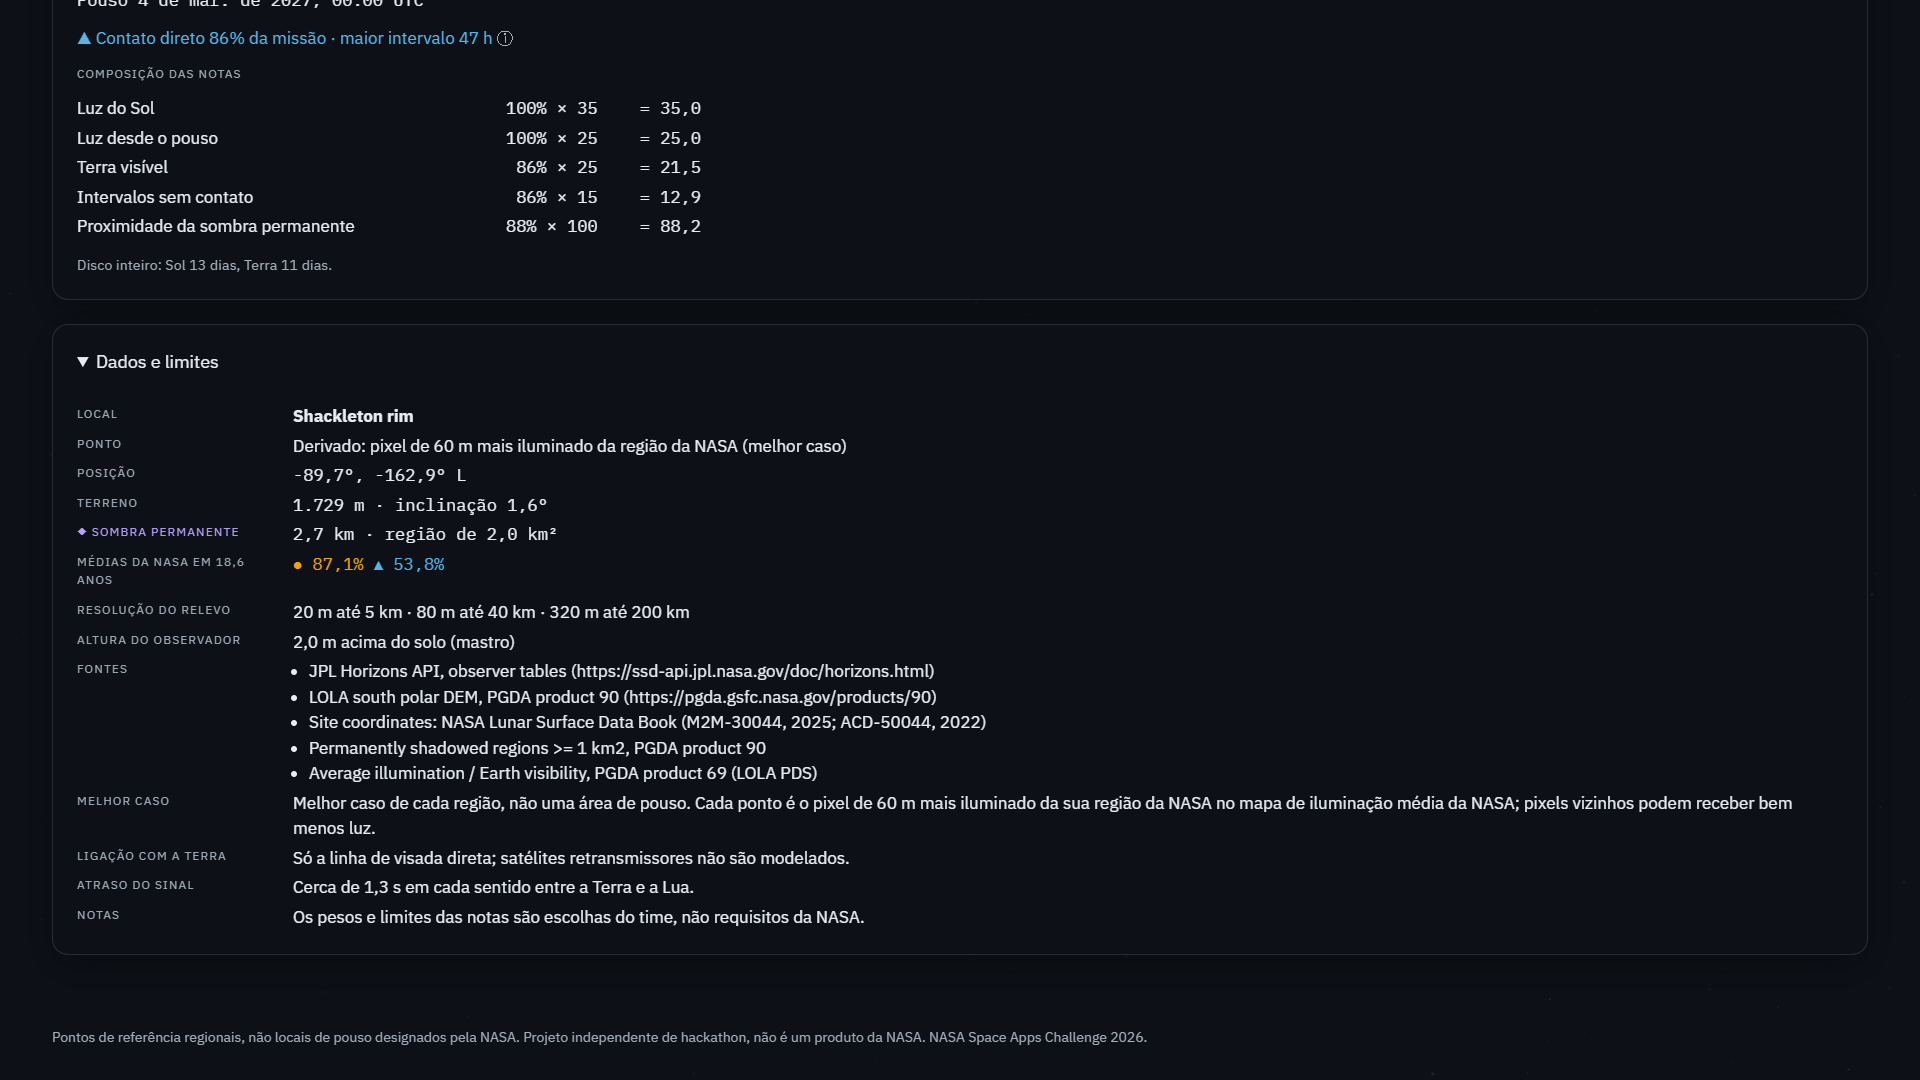 Pouso 4 de mai. de 2027, 00:00 UTC
▲ Contato direto 86% da missão · maior intervalo 47 h ⓘ
COMPOSIÇÃO DAS NOTAS
Luz do Sol 100% × 35 = 35,0
Luz desde o pouso 100% × 25 = 25,0
Terra visível 86% × 25 = 21,5
Intervalos sem contato 86% × 15 = 12,9
Proximidade da sombra permanente 88% × 100 = 88,2
Disco inteiro: Sol 13 dias, Terra 11 dias.
▼ Dados e limites
LOCAL Shackleton rim
PONTO Derivado: pixel de 60 m mais iluminado da região da NASA (melhor caso)
POSIÇÃO -89,7°, -162,9° L
TERRENO 1.729 m · inclinação 1,6°
◆ SOMBRA PERMANENTE 2,7 km · região de 2,0 km²
MÉDIAS DA NASA EM 18,6 ● 87,1% ▲ 53,8%
ANOS
RESOLUÇÃO DO RELEVO 20 m até 5 km · 80 m até 40 km · 320 m até 200 km
ALTURA DO OBSERVADOR 2,0 m acima do solo (mastro)
FONTES • JPL Horizons API, observer tables (https://ssd-api.jpl.nasa.gov/doc/horizons.html)
• LOLA south polar DEM, PGDA product 90 (https://pgda.gsfc.nasa.gov/products/90)
• Site coordinates: NASA Lunar Surface Data Book (M2M-30044, 2025; ACD-50044, 2022)
• Permanently shadowed regions >= 1 km2, PGDA product 90
• Average illumination / Earth visibility, PGDA product 69 (LOLA PDS)
MELHOR CASO Melhor caso de cada região, não uma área de pouso. Cada ponto é o pixel de 60 m mais iluminado da sua região da NASA no mapa de iluminação média da NASA; pixels vizinhos podem receber bem
menos luz.
LIGAÇÃO COM A TERRA Só a linha de visada direta; satélites retransmissores não são modelados.
ATRASO DO SINAL Cerca de 1,3 s em cada sentido entre a Terra e a Lua.
NOTAS Os pesos e limites das notas são escolhas do time, não requisitos da NASA.
Pontos de referência regionais, não locais de pouso designados pela NASA. Projeto independente de hackathon, não é um produto da NASA. NASA Space Apps Challenge 2026.